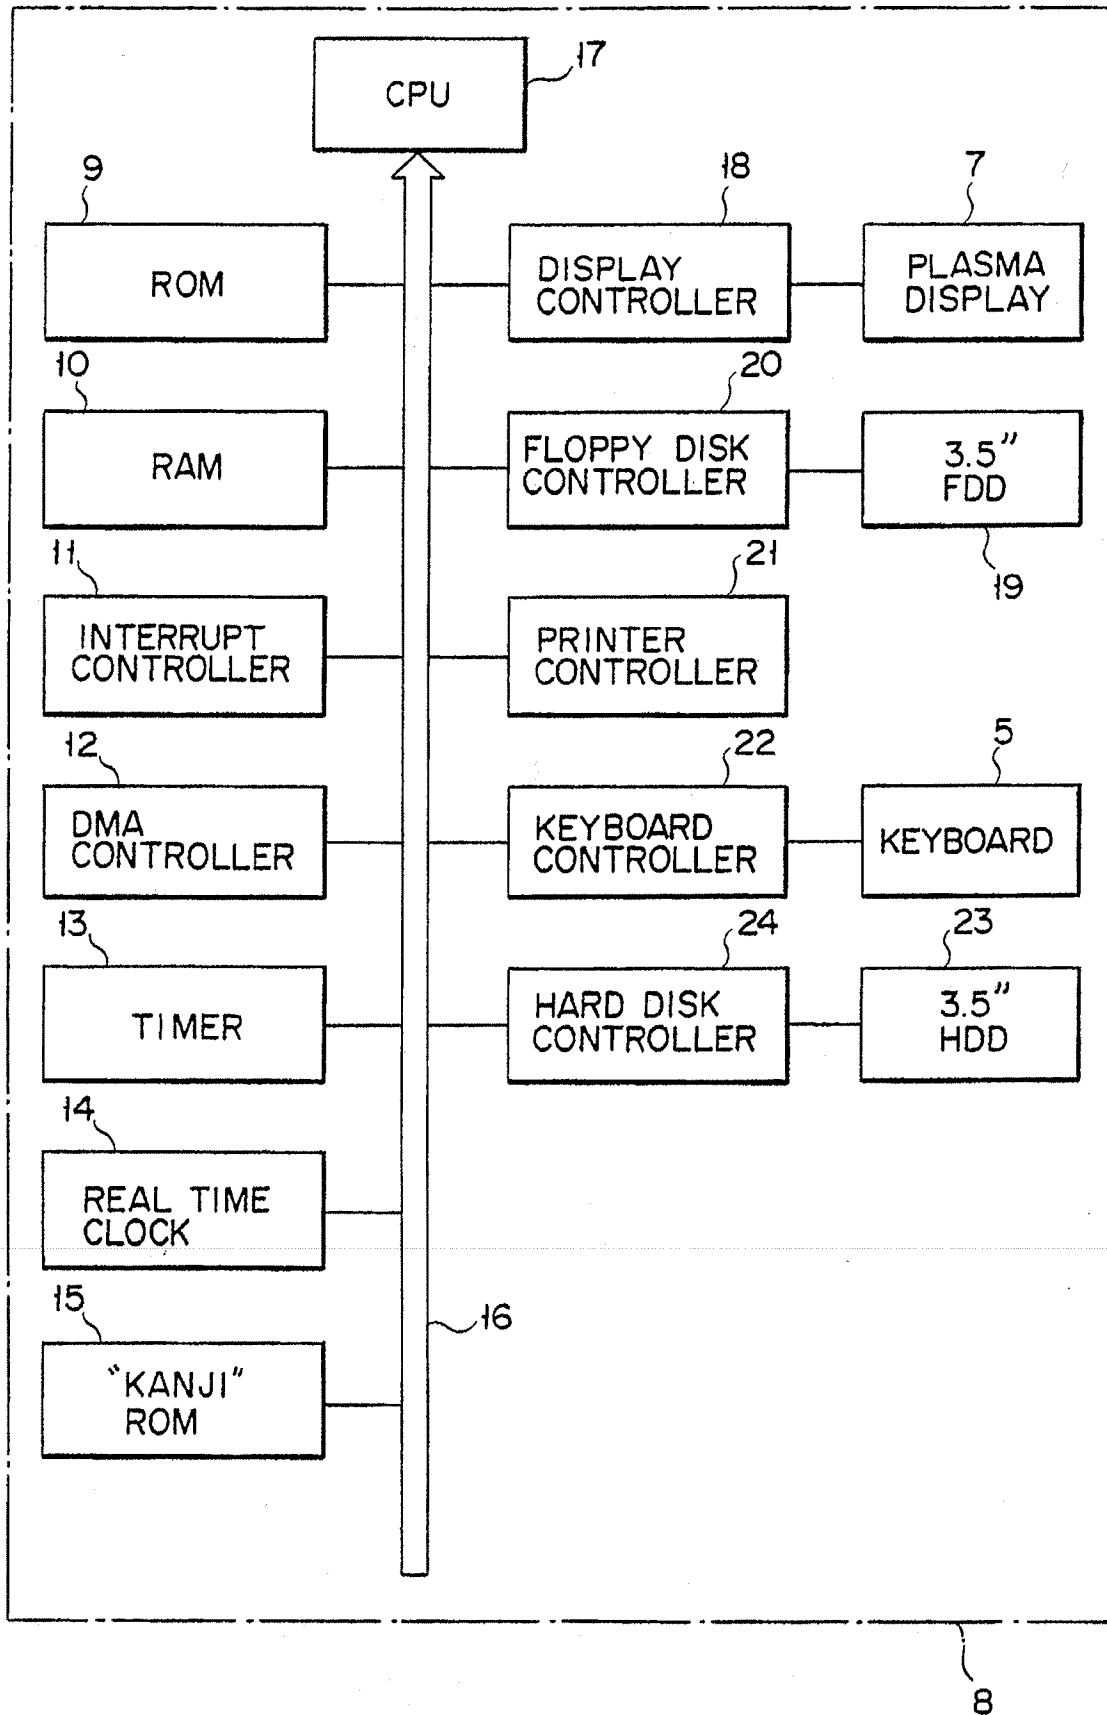 17
CPU
9
18
7
ROM
DISPLAY
CONTROLLER
PLASMA
DISPLAY
10
20
RAM
FLOPPY DISK
CONTROLLER
3.5"
FDD
11
21
19
INTERRUPT
CONTROLLER
PRINTER
CONTROLLER
12
22
5
DMA
CONTROLLER
KEYBOARD
CONTROLLER
KEYBOARD
13
24
23
TIMER
HARD DISK
CONTROLLER
3.5"
HDD
14
REAL TIME
CLOCK
15
16
"KANJI"
ROM
8